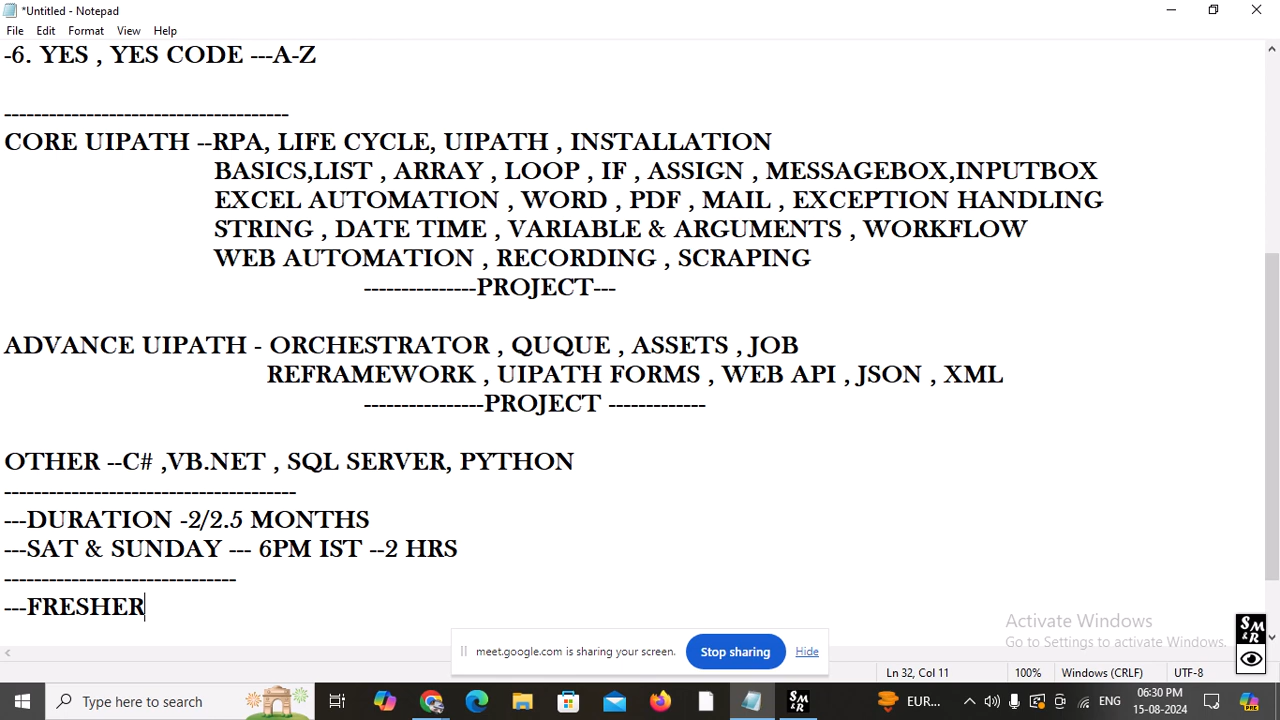 *Untitled - Notepad
File Edit Format View Help
-6. YES , YES CODE ---A-Z
--------------------------------------
CORE UIPATH --RPA, LIFE CYCLE, UIPATH , INSTALLATION
BASICS,LIST , ARRAY , LOOP , IF , ASSIGN , MESSAGEBOX,INPUTBOX
EXCEL AUTOMATION , WORD , PDF , MAIL , EXCEPTION HANDLING
STRING , DATE TIME , VARIABLE & ARGUMENTS , WORKFLOW
WEB AUTOMATION , RECORDING , SCRAPING
---------------PROJECT---
ADVANCE UIPATH - ORCHESTRATOR , QUQUE , ASSETS , JOB
REFRAMEWORK , UIPATH FORMS , WEB API , JSON , XML
----------------PROJECT -------------
OTHER --C# ,VB.NET , SQL SERVER, PYTHON
---------------------------------------
---DURATION -2/2.5 MONTHS
---SAT & SUNDAY --- 6PM IST --2 HRS
-------------------------------
---FRESHER
Activate Windows
Go to Settings to activate Windows.
SM
&R
meet.google.com is sharing your screen. Stop sharing Hide
Ln 32, Col 11 100% Windows (CRLF) UTF-8
Type here to search
SM
&R
EUR...
ENG
06:30 PM
15-08-2024
PRE